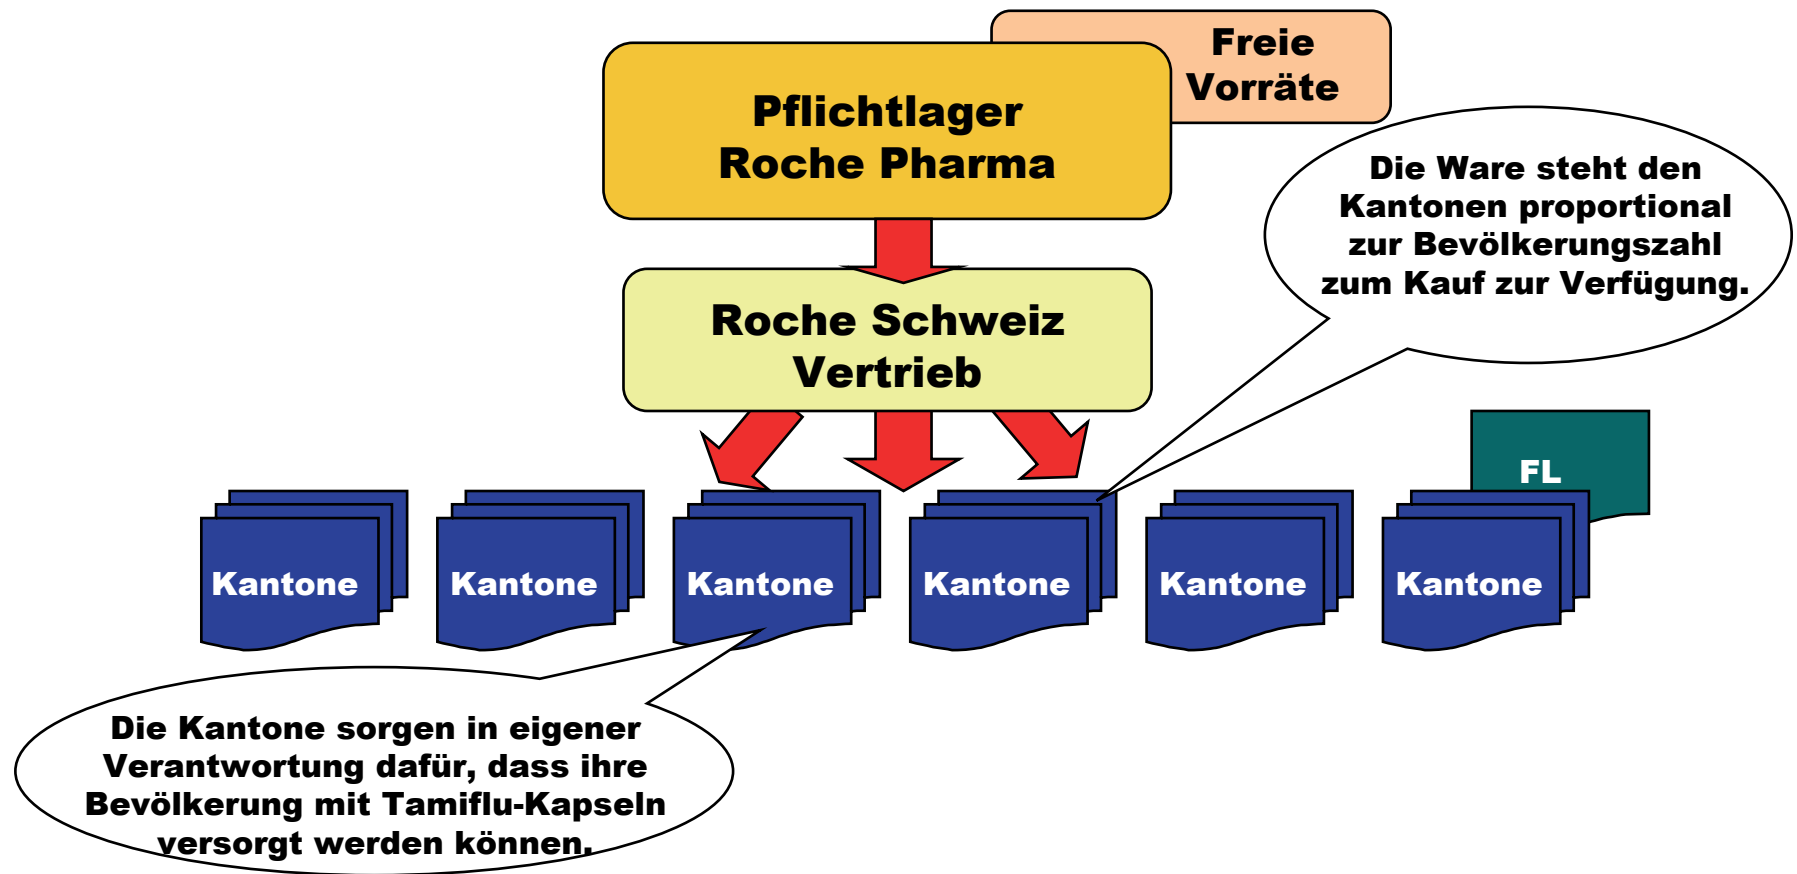 Freie
Vorräte
Pflichtlager
Roche Pharma
Die Ware steht den
Kantonen proportional
zur Bevölkerungszahl
zum Kauf zur Verfügung.
Roche Schweiz
Vertrieb
FL
Kantone
Kantone
Kantone
Kantone
Kantone
Kantone
Die Kantone sorgen in eigener
Verantwortung dafür, dass ihre
Bevölkerung mit Tamiflu-Kapseln
versorgt werden können.